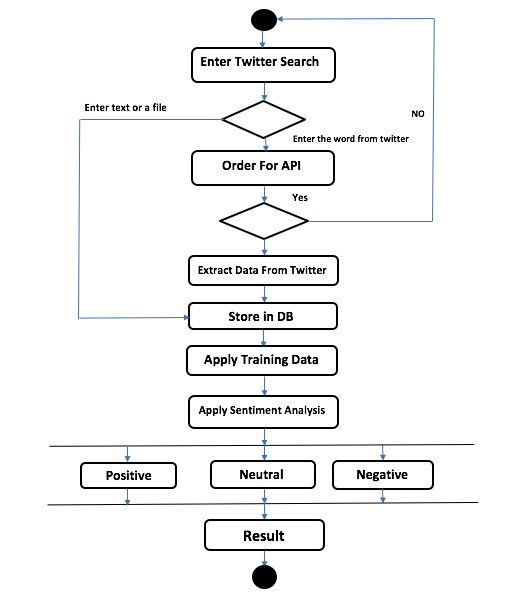 Enter Twitter Search
Enter text or a file
NO
Enter the word from twitter
Order For API
Yes
Extract Data From Twitter
Store in DB
Apply Training Data
Apply Sentiment Analysis
Positive
Neutral
Negative
Result